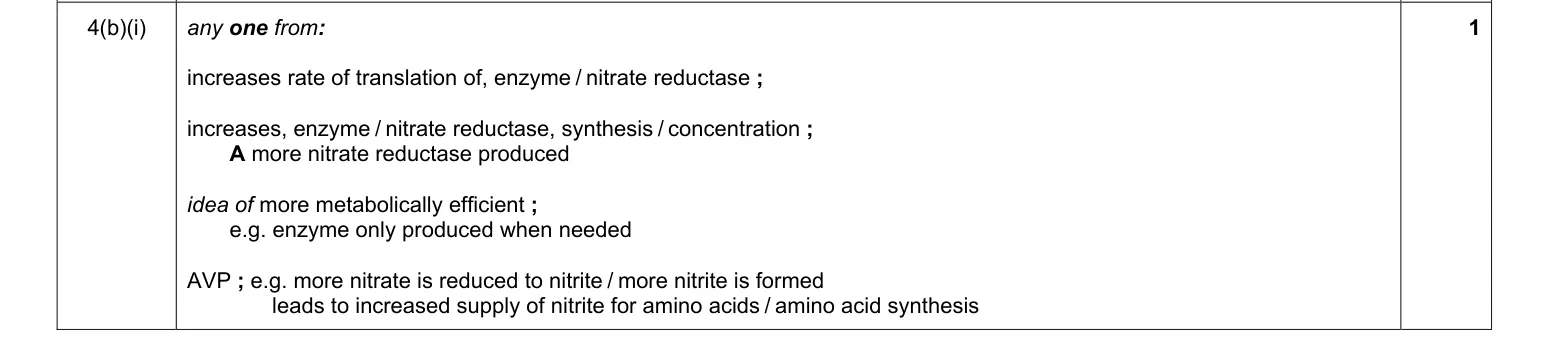 4(b)(i) any one from: 1
increases rate of translation of, enzyme / nitrate reductase ;
increases, enzyme / nitrate reductase, synthesis / concentration ;
A more nitrate reductase produced
idea of more metabolically efficient ;
e.g. enzyme only produced when needed
AVP ; e.g. more nitrate is reduced to nitrite / more nitrite is formed
leads to increased supply of nitrite for amino acids / amino acid synthesis